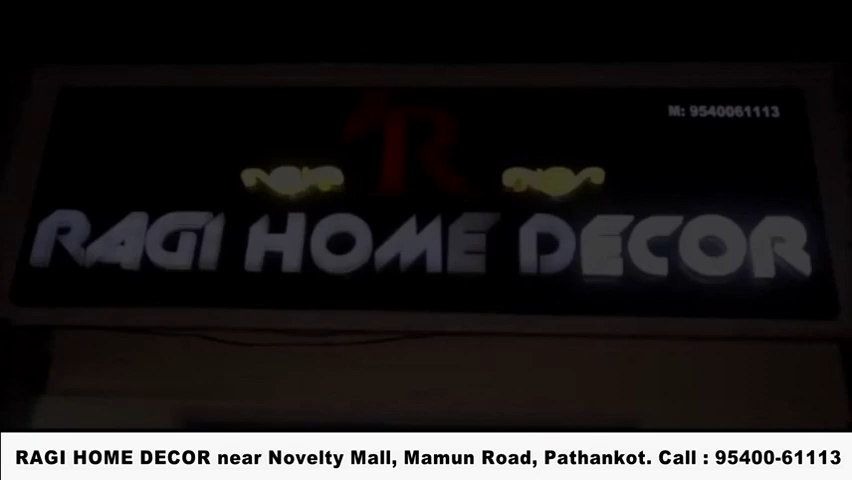 M: 9540061113
R
RAGI HOME DECOR
RAGI HOME DECOR near Novelty Mall, Mamun Road, Pathankot. Call : 95400-61113